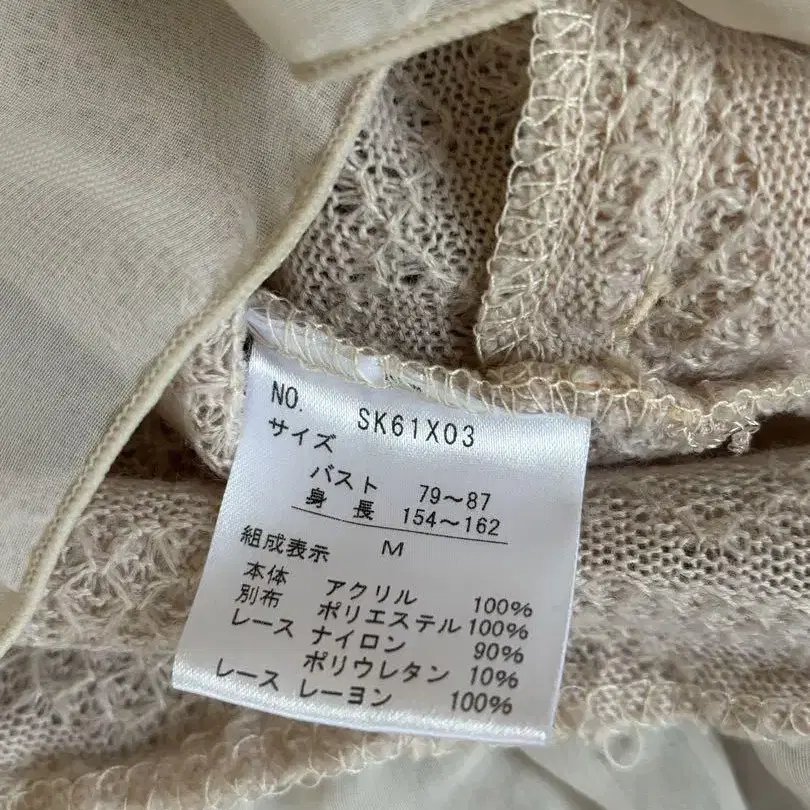 NO. SK61X03
サイズ
バスト 79～87
身長 154～162
M
組成表示
本体 アクリル 100%
別布 ポリエステル 100%
レース ナイロン 90%
ポリウレタン 10%
レース レーヨン 100%